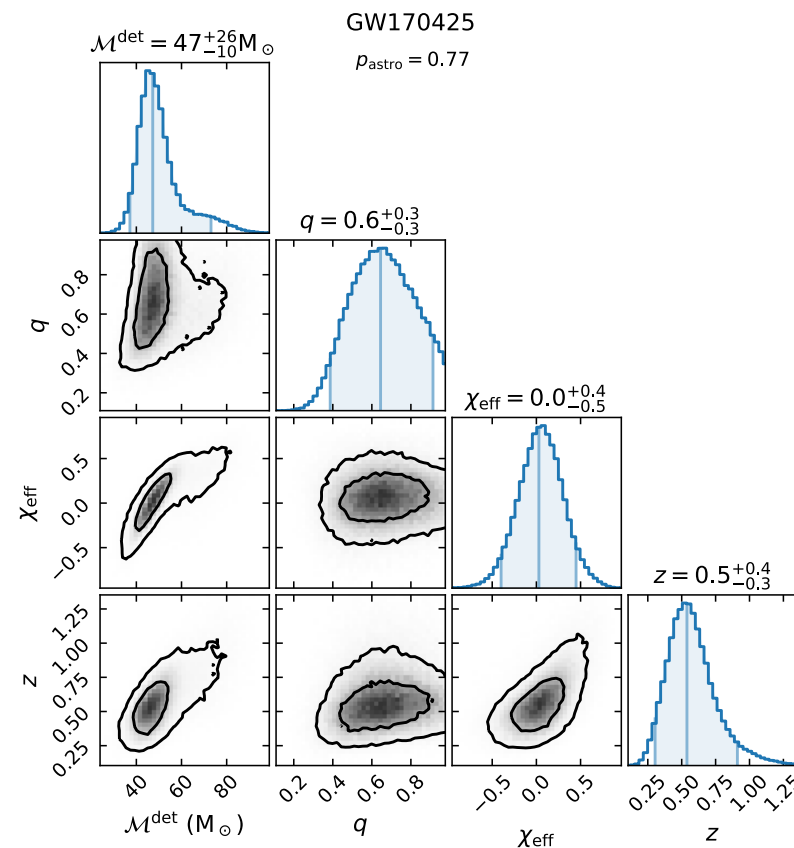 GW170425
ℳ^det = 47^{+26}_{−10} M_⊙
p_astro = 0.77
q = 0.6^{+0.3}_{−0.3}
q
0.8
0.6
0.4
0.2
χ_eff = 0.0^{+0.4}_{−0.5}
χ_eff
0.5
0.0
−0.5
z = 0.5^{+0.4}_{−0.3}
z
1.25
1.00
0.75
0.50
0.25
40 60 80
0.2 0.4 0.6 0.8
−0.5 0.0 0.5
0.25 0.50 0.75 1.00 1.25
ℳ^det (M_⊙)
q
χ_eff
z